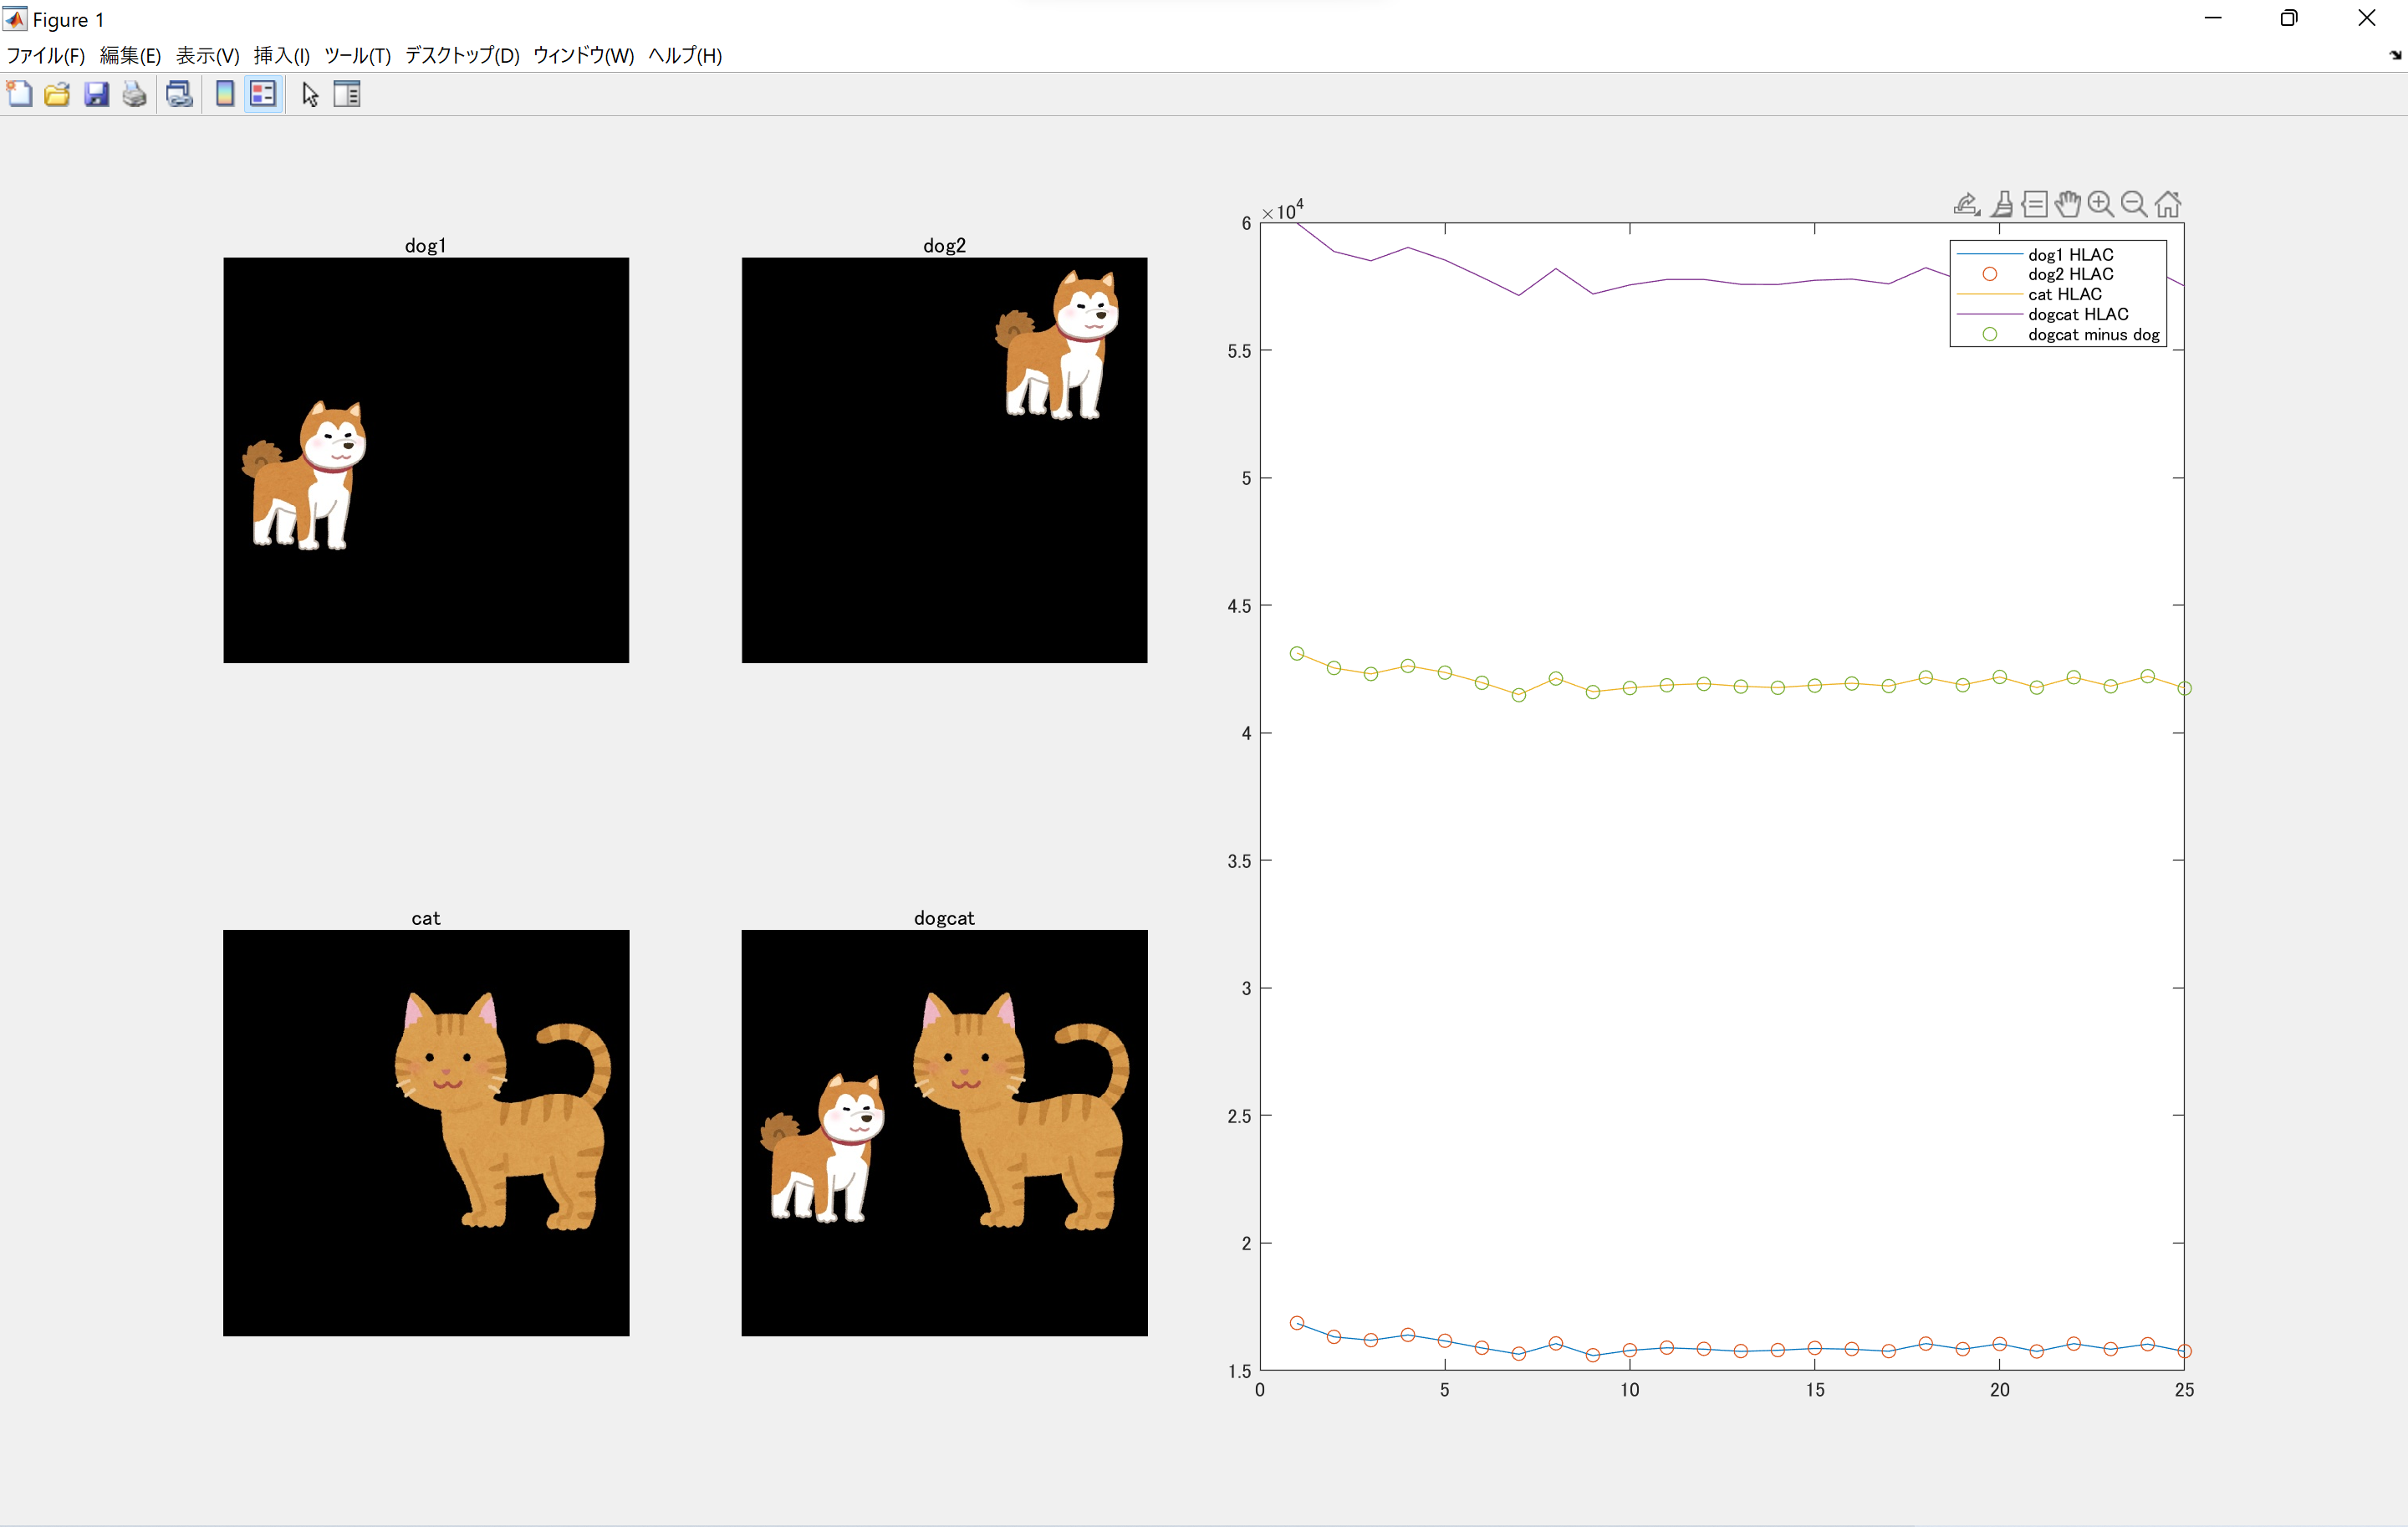 Figure 1
ファイル(F) 編集(E) 表示(V) 挿入(I) ツール(T) デスクトップ(D) ウィンドウ(W) ヘルプ(H)
dog1
dog2
cat
dogcat
×10⁴
6
5.5
5
4.5
4
3.5
3
2.5
2
1.5
0 5 10 15 20 25
dog1 HLAC
dog2 HLAC
cat HLAC
dogcat HLAC
dogcat minus dog